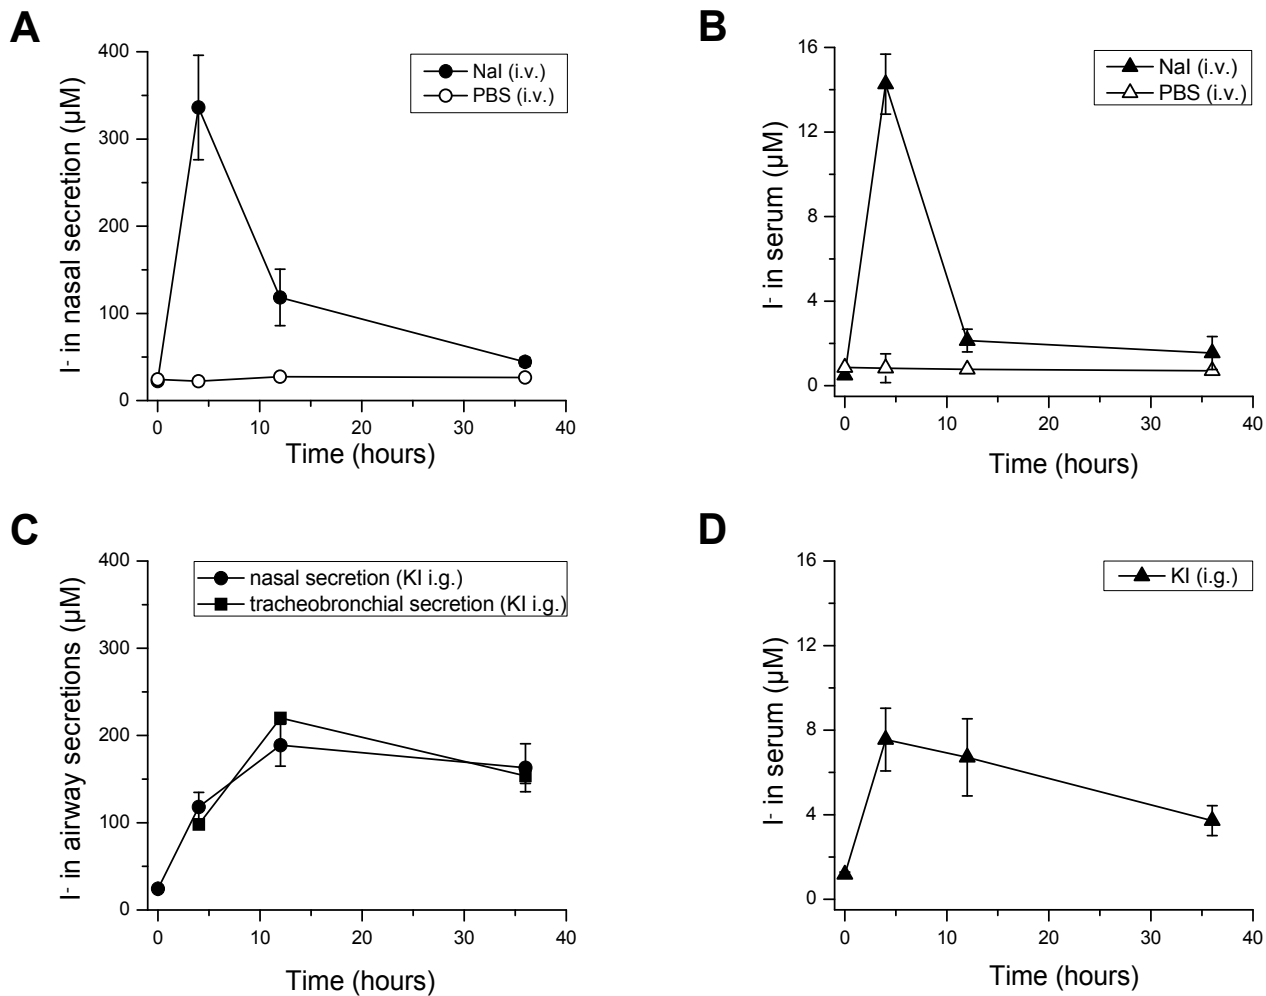 A
I- in nasal secretion (µM)
400
300
200
100
0
NaI (i.v.)
PBS (i.v.)
0 10 20 30 40
Time (hours)
B
I- in serum (µM)
16
12
8
4
0
NaI (i.v.)
PBS (i.v.)
0 10 20 30 40
Time (hours)
C
I- in airway secretions (µM)
400
300
200
100
0
nasal secretion (KI i.g.)
tracheobronchial secretion (KI i.g.)
0 10 20 30 40
Time (hours)
D
I- in serum (µM)
16
12
8
4
0
KI (i.g.)
0 10 20 30 40
Time (hours)